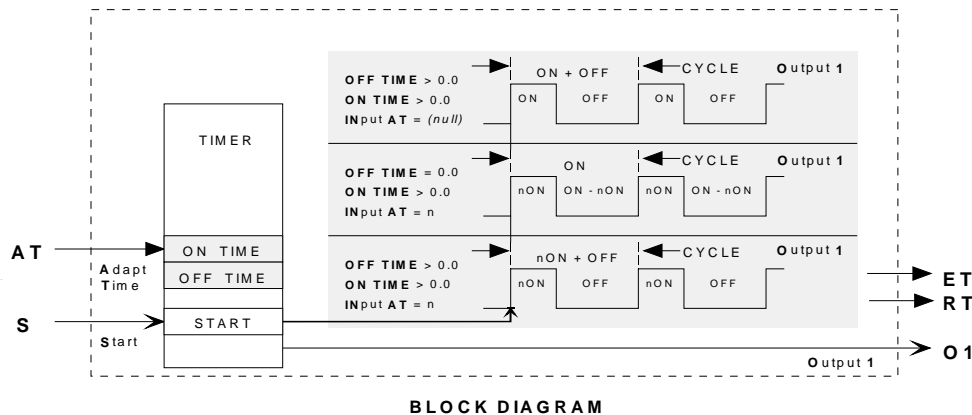 TIMER
AT
ON TIME
OFF TIME
Adapt
Time
S
START
Start
OFF TIME > 0.0
ON TIME > 0.0
INput AT = (null)
ON + OFF
CYCLE
Output 1
ON
OFF
ON
OFF
OFF TIME = 0.0
ON TIME > 0.0
INput AT = n
ON
CYCLE
Output 1
nON
ON - nON
nON
ON - nON
OFF TIME > 0.0
ON TIME > 0.0
INput AT = n
nON + OFF
CYCLE
Output 1
nON
OFF
nON
OFF
ET
RT
O1
Output 1
BLOCK DIAGRAM